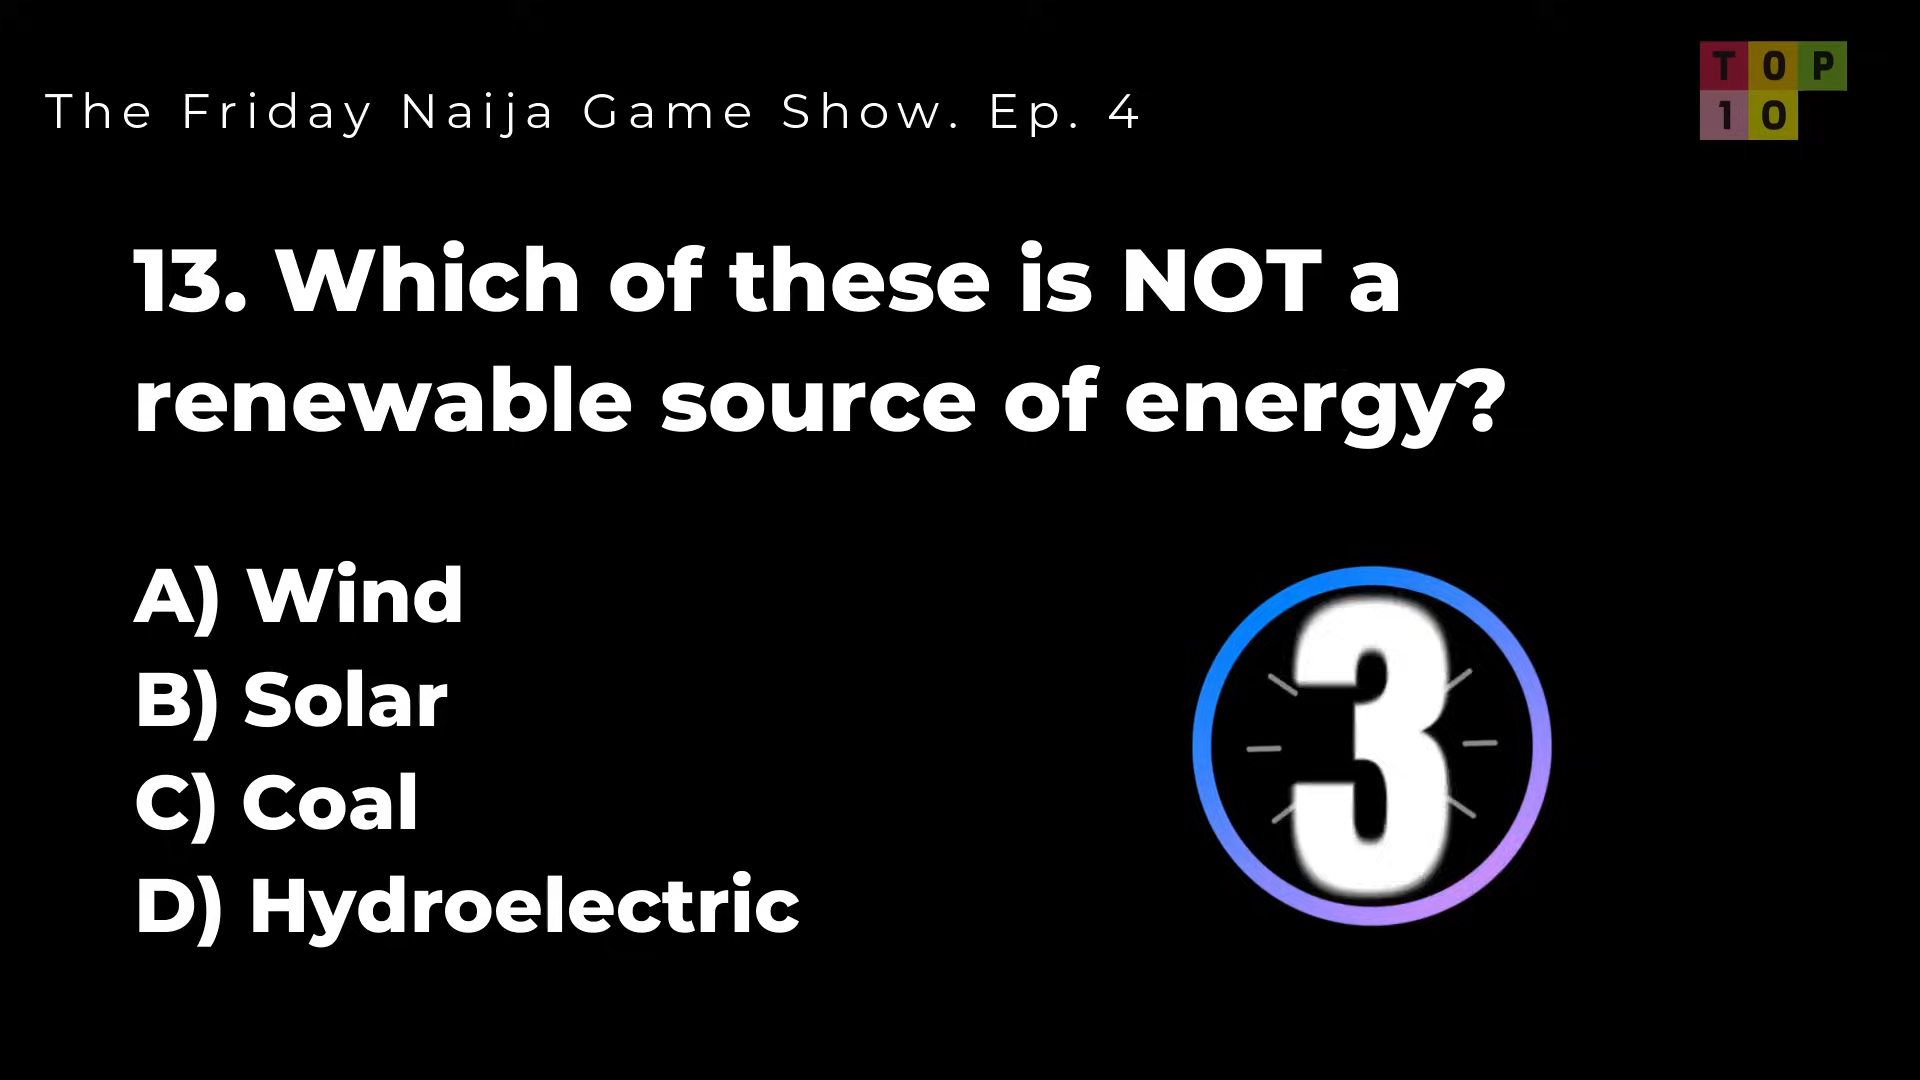 The Friday Naija Game Show. Ep. 4
TOP
10
13. Which of these is NOT a
renewable source of energy?
A) Wind
B) Solar
C) Coal
D) Hydroelectric
3